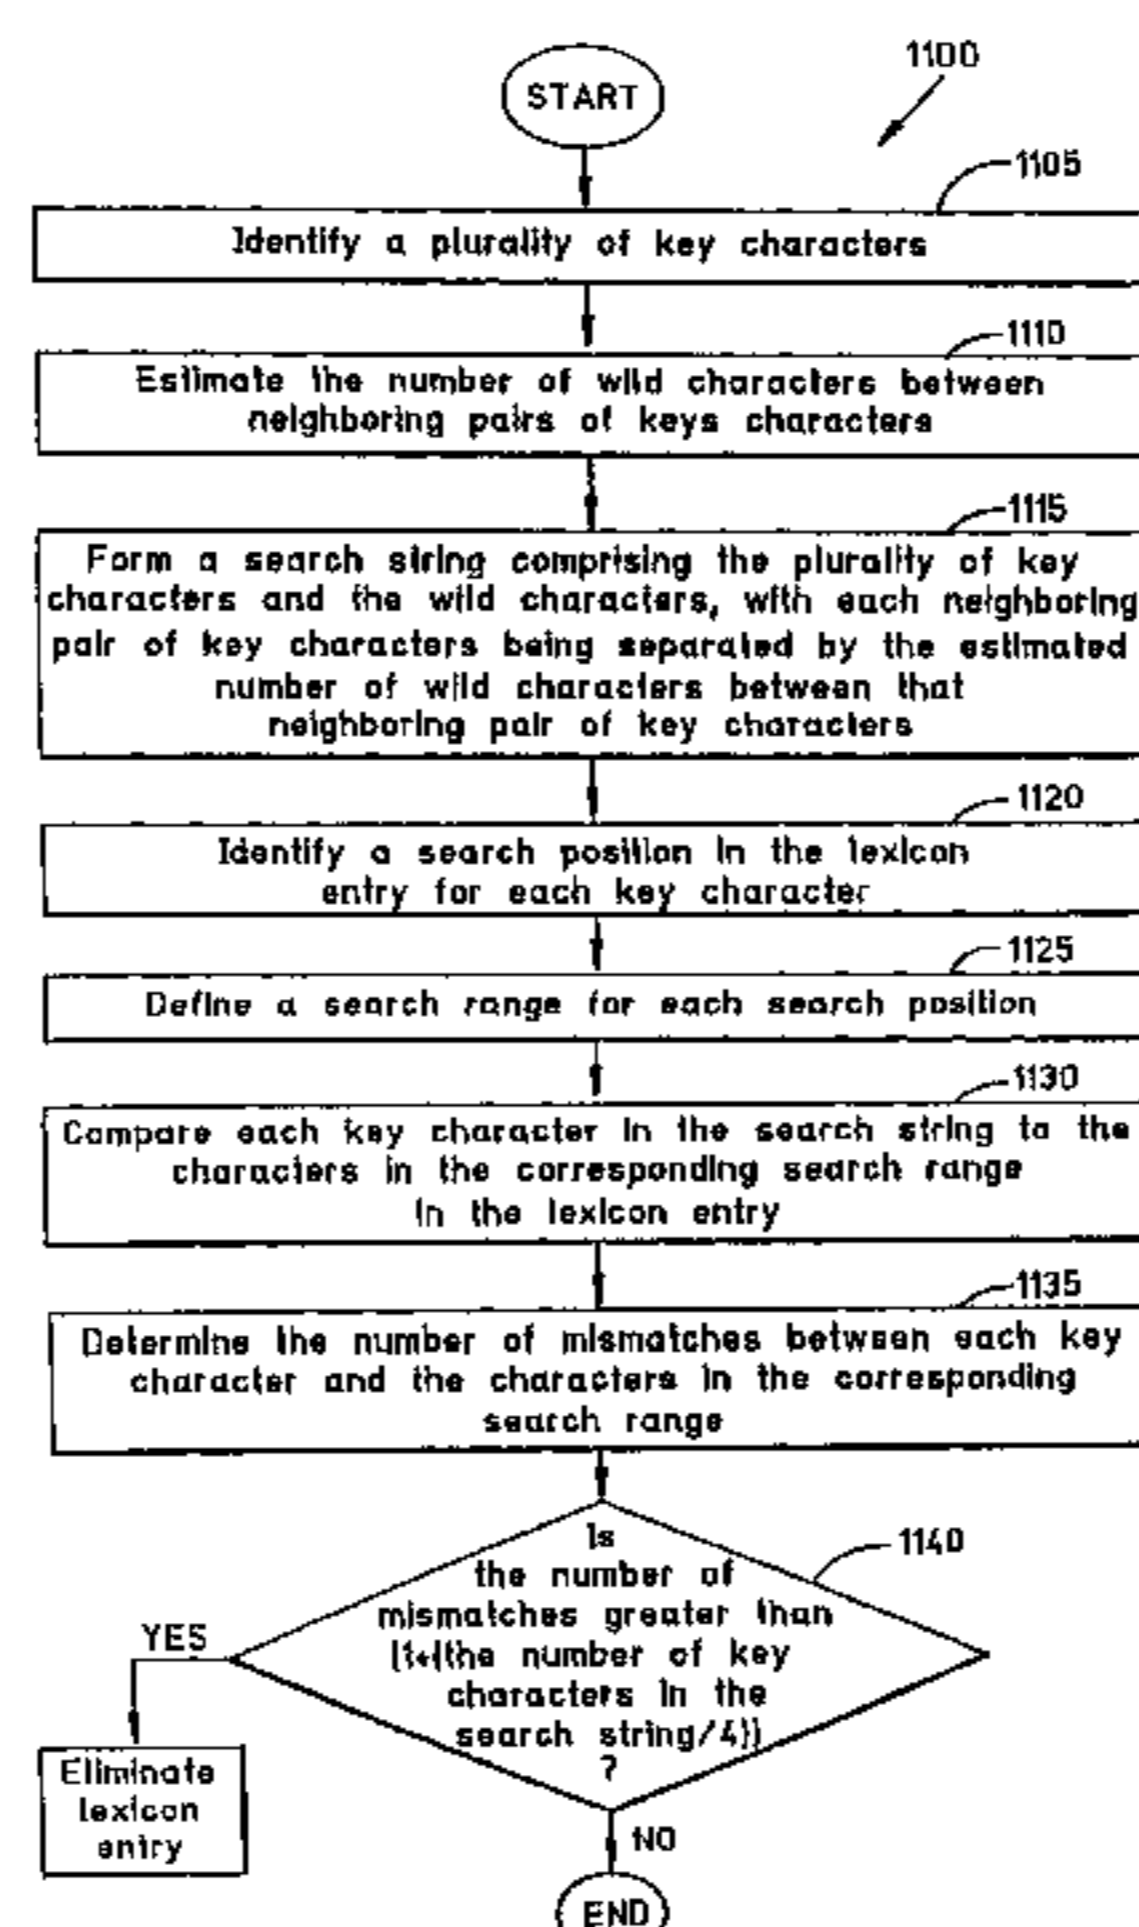 START
1100
1105
Identify a plurality of key characters
1110
Estimate the number of wild characters between
neighboring pairs of keys characters
1115
Form a search string comprising the plurality of key
characters and the wild characters, with each neighboring
pair of key characters being separated by the estimated
number of wild characters between that
neighboring pair of key characters
1120
Identify a search position in the lexicon
entry for each key character
1125
Define a search range for each search position
1130
Compare each key character in the search string to the
characters in the corresponding search range
in the lexicon entry
1135
Determine the number of mismatches between each key
character and the characters in the corresponding
search range
1140
Is
the number of
mismatches greater than
(1+(the number of key
characters in the
search string/4))
?
YES
Eliminate
lexicon
entry
NO
END